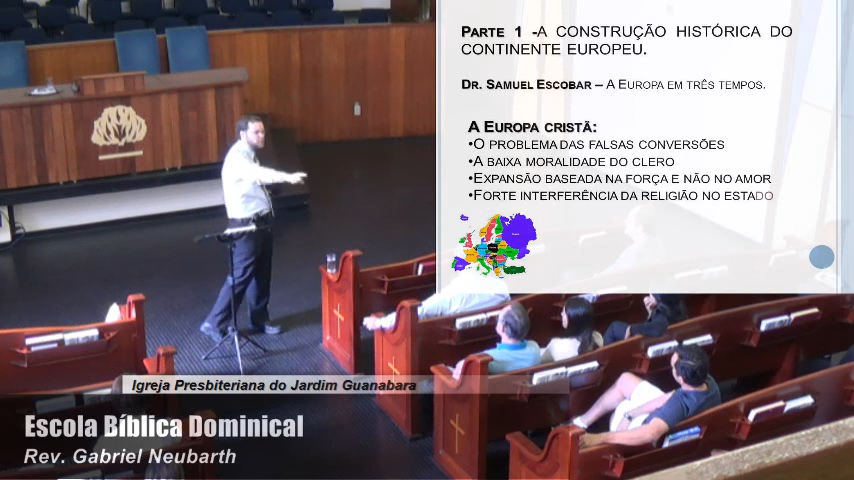 PARTE 1 -A CONSTRUÇÃO HISTÓRICA DO
CONTINENTE EUROPEU.
DR. SAMUEL ESCOBAR – A EUROPA EM TRÊS TEMPOS.
A EUROPA CRISTÃ:
•O PROBLEMA DAS FALSAS CONVERSÕES
•A BAIXA MORALIDADE DO CLERO
•EXPANSÃO BASEADA NA FORÇA E NÃO NO AMOR
•FORTE INTERFERÊNCIA DA RELIGIÃO NO ESTADO
Igreja Presbiteriana do Jardim Guanabara
Escola Bíblica Dominical
Rev. Gabriel Neubarth